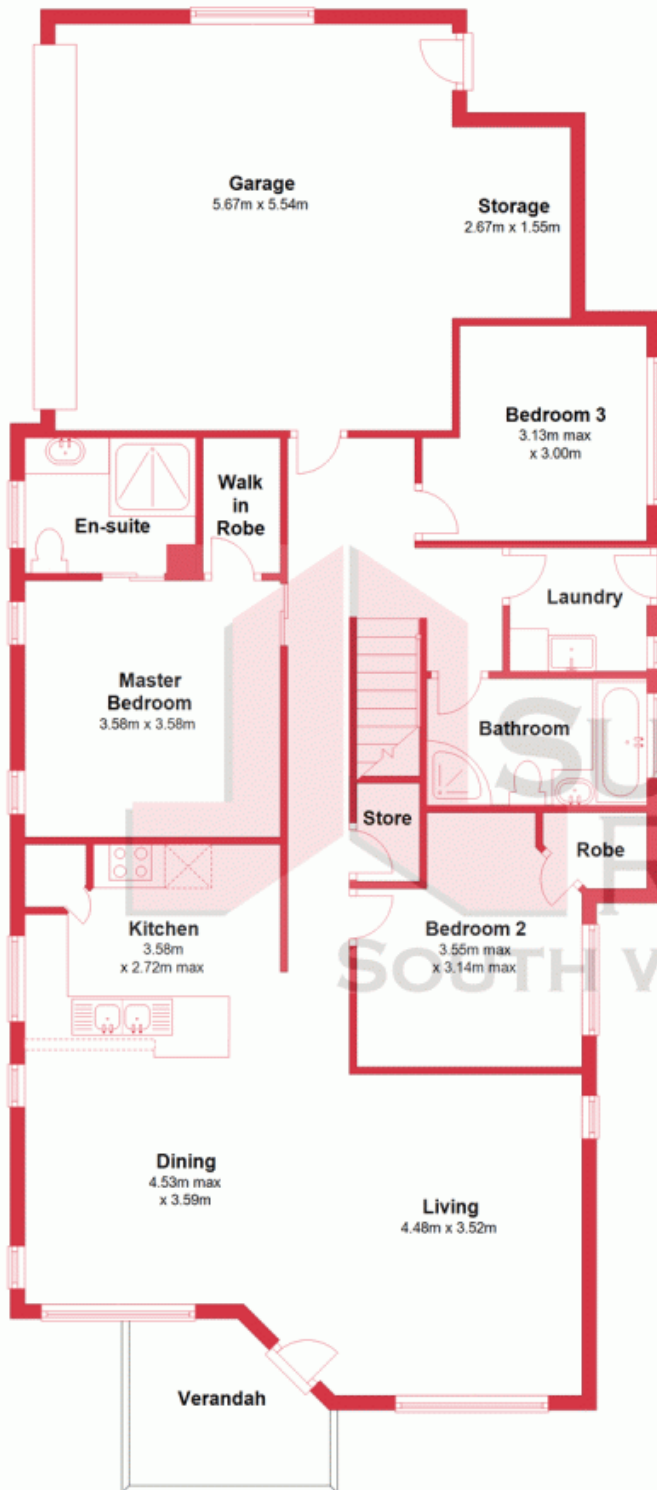 Garage
5.67m x 5.54m
Storage
2.67m x 1.55m
Bedroom 3
3.13m max
x 3.00m
Walk
in
Robe
En-suite
Laundry
Master
Bedroom
3.58m x 3.58m
Bathroom
Store
Robe
Kitchen
3.58m
x 2.72m max
Bedroom 2
3.55m max
x 3.14m max
SOUTH
Dining
4.53m max
x 3.59m
Living
4.48m x 3.52m
Verandah